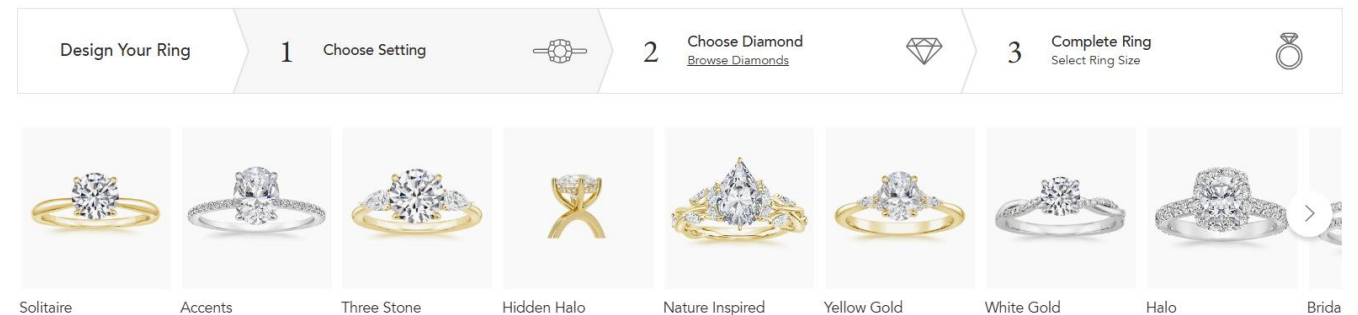 Design Your Ring
1
Choose Setting
2
Choose Diamond
Browse Diamonds
3
Complete Ring
Select Ring Size
Solitaire
Accents
Three Stone
Hidden Halo
Nature Inspired
Yellow Gold
White Gold
Halo
Brida